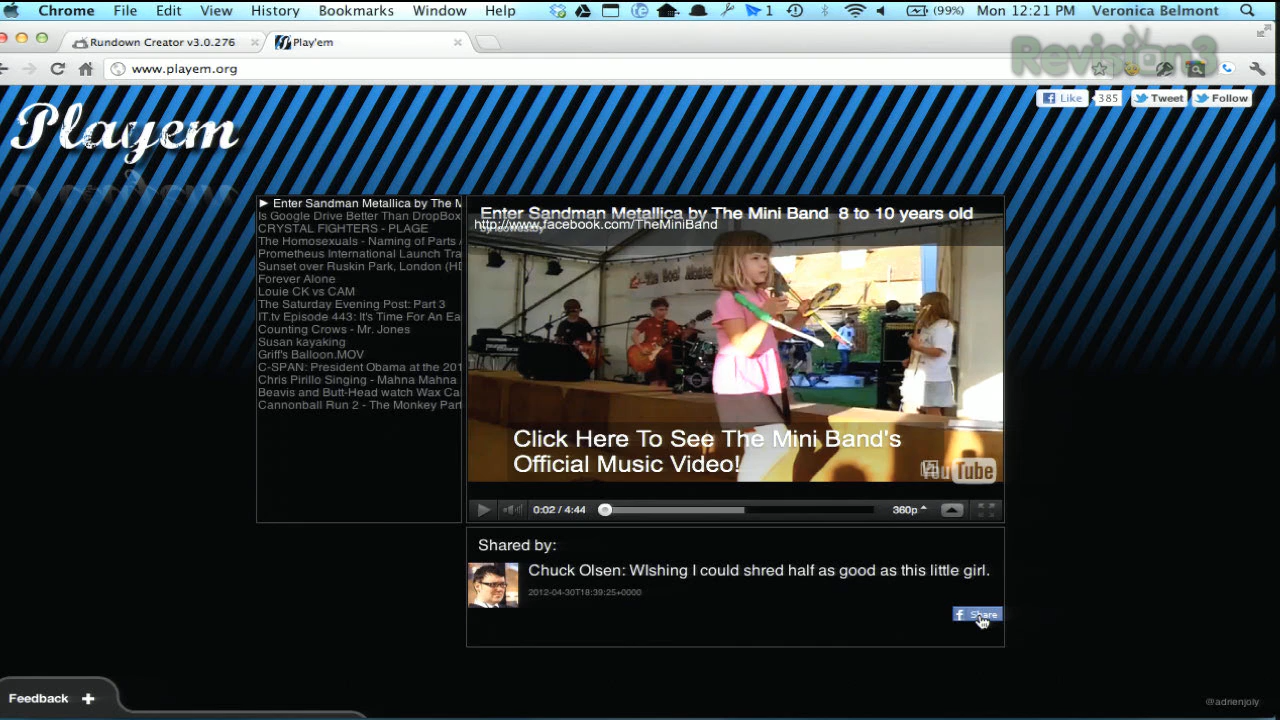 Chrome File Edit View History Bookmarks Window Help 1 (99%) Mon 12:21 PM Veronica Belmont
Rundown Creator v3.0.276
Play'em
Revision3
www.playem.org
Like 385 Tweet Follow
Playem
► Enter Sandman Metallica by The M
Is Google Drive Better Than DropBox
CRYSTAL FIGHTERS - PLAGE
The Homosexuals - Naming of Parts
Prometheus International Launch Tra
Sunset over Ruskin Park, London (HD
Forever Alone
Louie CK vs CAM
The Saturday Evening Post: Part 3
IT.tv Episode 443: It's Time For An Ea
Counting Crows - Mr. Jones
Susan kayaking
Griff's Balloon.MOV
C-SPAN: President Obama at the 201
Chris Pirillo Singing - Mahna Mahna
Beavis and Butt-Head watch Wax Ca
Cannonball Run 2 - The Monkey Part
Enter Sandman Metallica by The Mini Band 8 to 10 years old
http://www.facebook.com/TheMiniBand
Click Here To See The Mini Band's
Official Music Video!
YouTube
0:02 / 4:44 360p
Shared by:
Chuck Olsen: WIshing I could shred half as good as this little girl.
2012-04-30T18:39:25+0000
Share
Feedback +
@adrienjoly